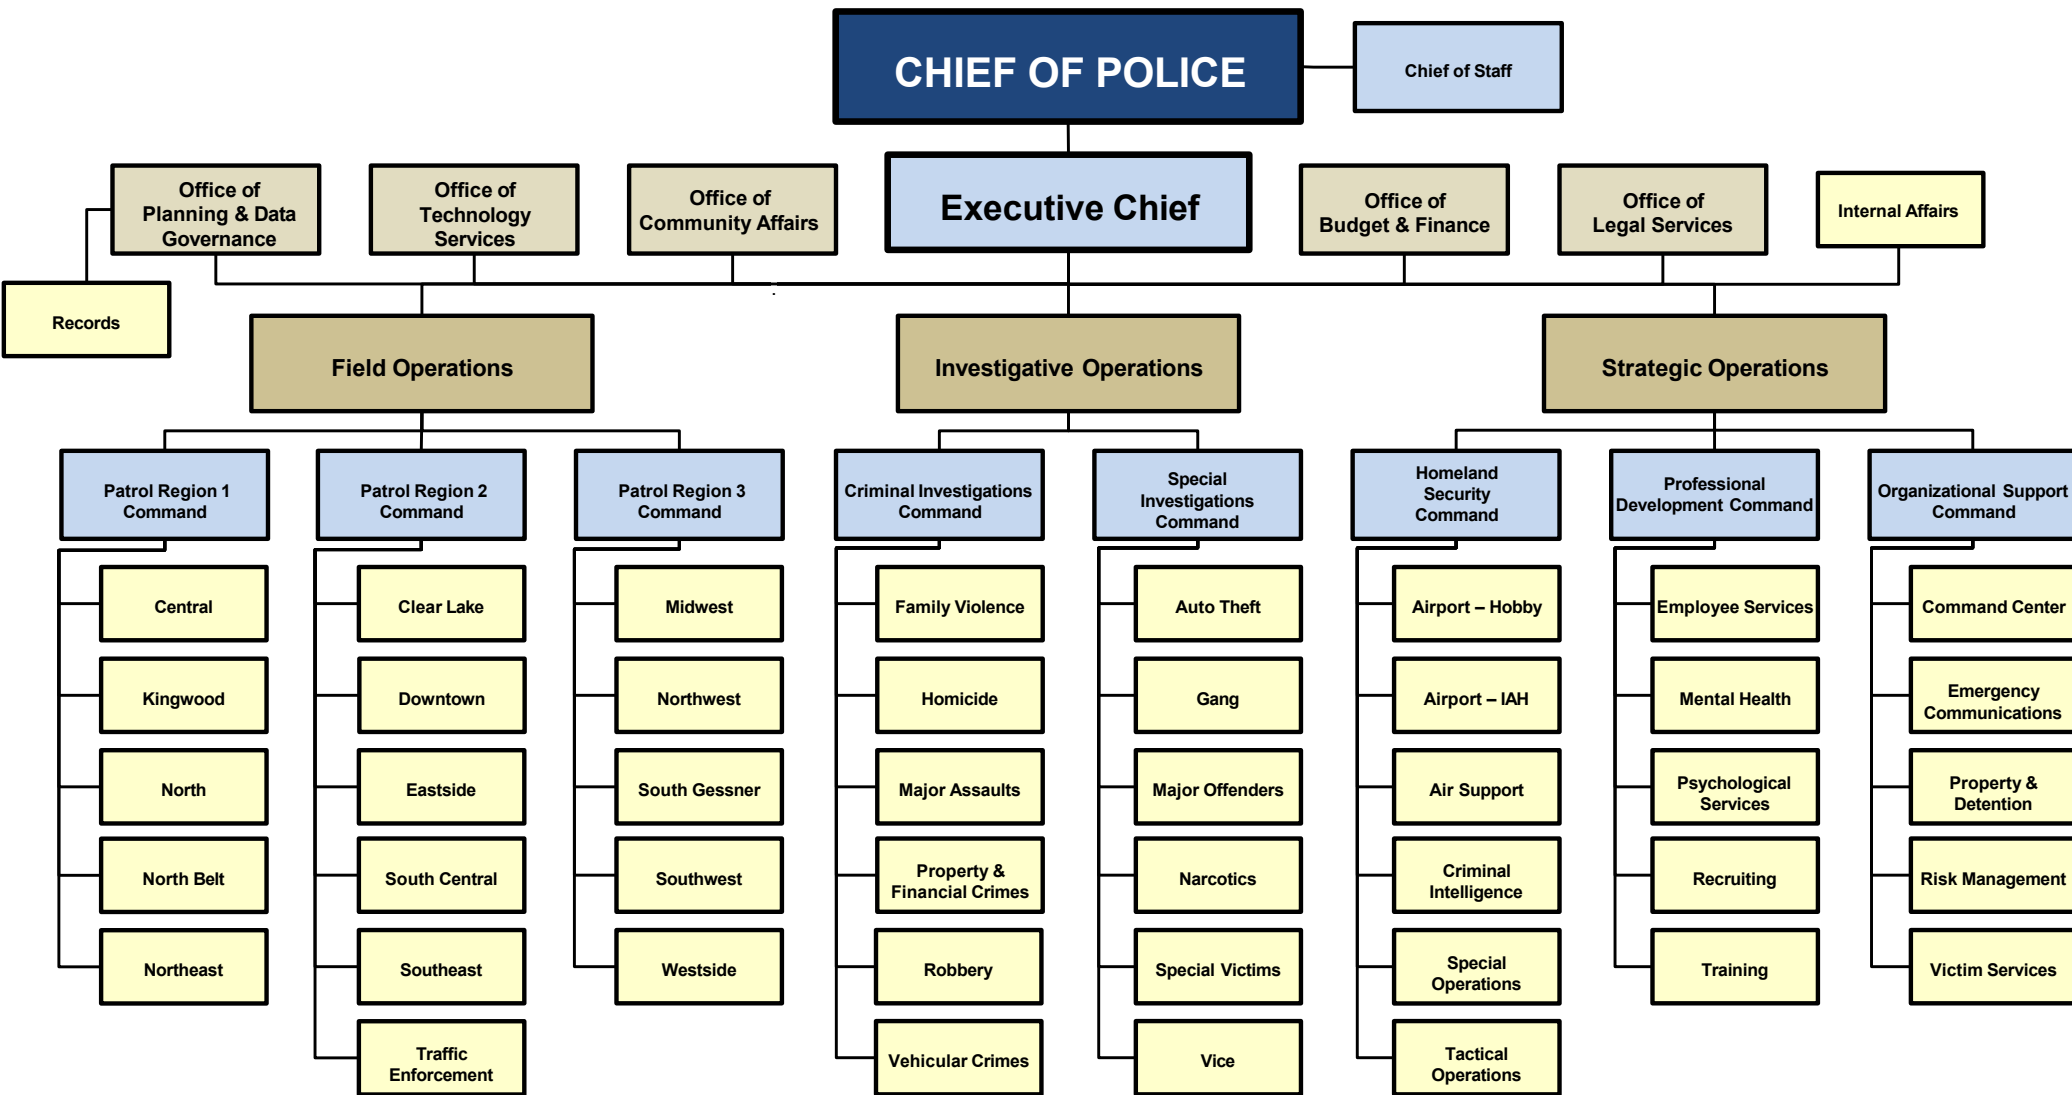 CHIEF OF POLICE
Chief of Staff
Office of
Planning & Data
Governance
Office of
Technology
Services
Office of
Community Affairs
Executive Chief
Office of
Budget & Finance
Office of
Legal Services
Internal Affairs
Records
Field Operations
Investigative Operations
Strategic Operations
Patrol Region 1
Command
Patrol Region 2
Command
Patrol Region 3
Command
Criminal Investigations
Command
Special
Investigations
Command
Homeland
Security
Command
Professional
Development Command
Organizational Support
Command
Central
Kingwood
North
North Belt
Northeast
Clear Lake
Downtown
Eastside
South Central
Southeast
Traffic
Enforcement
Midwest
Northwest
South Gessner
Southwest
Westside
Family Violence
Homicide
Major Assaults
Property &
Financial Crimes
Robbery
Vehicular Crimes
Auto Theft
Gang
Major Offenders
Narcotics
Special Victims
Vice
Airport – Hobby
Airport – IAH
Air Support
Criminal
Intelligence
Special
Operations
Tactical
Operations
Employee Services
Mental Health
Psychological
Services
Recruiting
Training
Command Center
Emergency
Communications
Property &
Detention
Risk Management
Victim Services